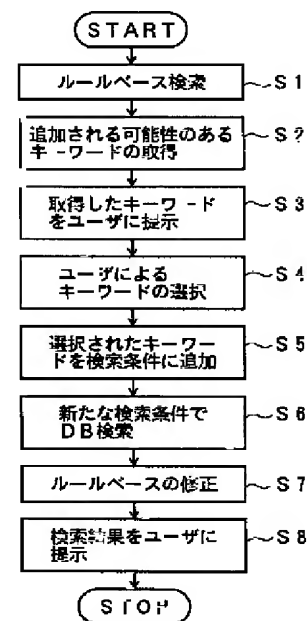 START
ルールベース検索 S1
追加される可能性のある
キーワードの取得 S2
取得したキーワード
をユーザに提示 S3
ユーザによる
キーワードの選択 S4
選択されたキーワー
ドを検索条件に追加 S5
新たな検索条件で
DB検索 S6
ルールベースの修正 S7
検索結果をユーザに
提示 S8
STOP